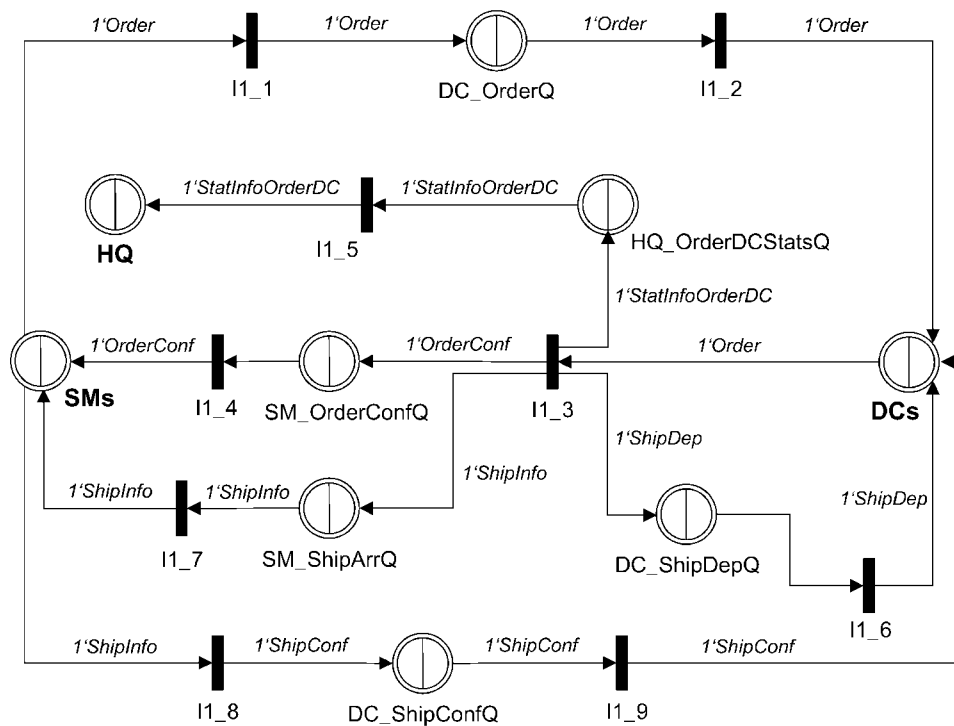 1‘Order
1‘Order
1‘Order
1‘Order
I1_1
DC_OrderQ
I1_2
1‘StatInfoOrderDC
1‘StatInfoOrderDC
HQ
I1_5
HQ_OrderDCStatsQ
1‘StatInfoOrderDC
1‘OrderConf
1‘OrderConf
1‘Order
SMs
I1_4
SM_OrderConfQ
I1_3
DCs
1‘ShipDep
1‘ShipInfo
1‘ShipInfo
1‘ShipInfo
1‘ShipDep
I1_7
SM_ShipArrQ
DC_ShipDepQ
I1_6
1‘ShipInfo
1‘ShipConf
1‘ShipConf
1‘ShipConf
I1_8
DC_ShipConfQ
I1_9